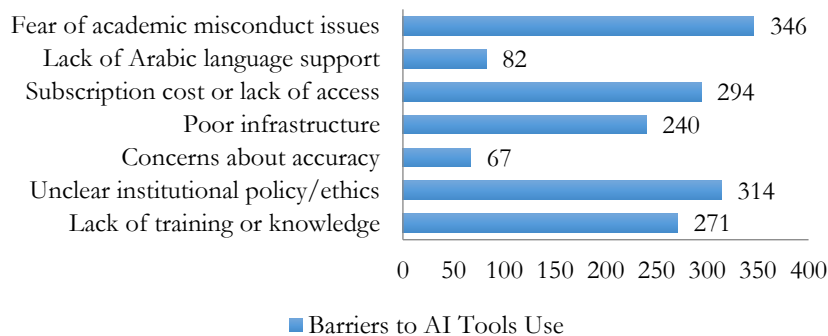 Fear of academic misconduct issues 346
Lack of Arabic language support 82
Subscription cost or lack of access 294
Poor infrastructure 240
Concerns about accuracy 67
Unclear institutional policy/ethics 314
Lack of training or knowledge 271
0 50 100 150 200 250 300 350 400
Barriers to AI Tools Use